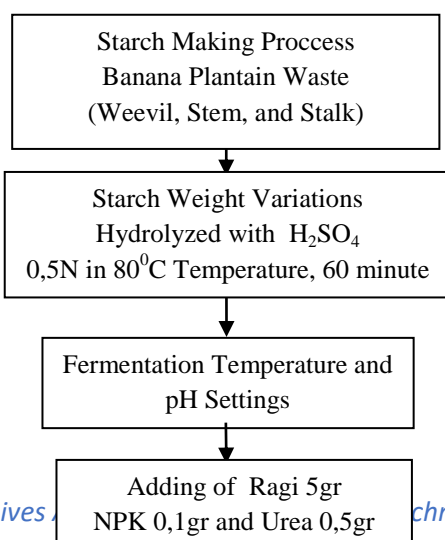 Starch Making Proccess
Banana Plantain Waste
(Weevil, Stem, and Stalk)
Starch Weight Variations
Hydrolyzed with H₂SO₄
0,5N in 80⁰C Temperature, 60 minute
Fermentation Temperature and
pH Settings
Adding of Ragi 5gr
NPK 0,1gr and Urea 0,5gr